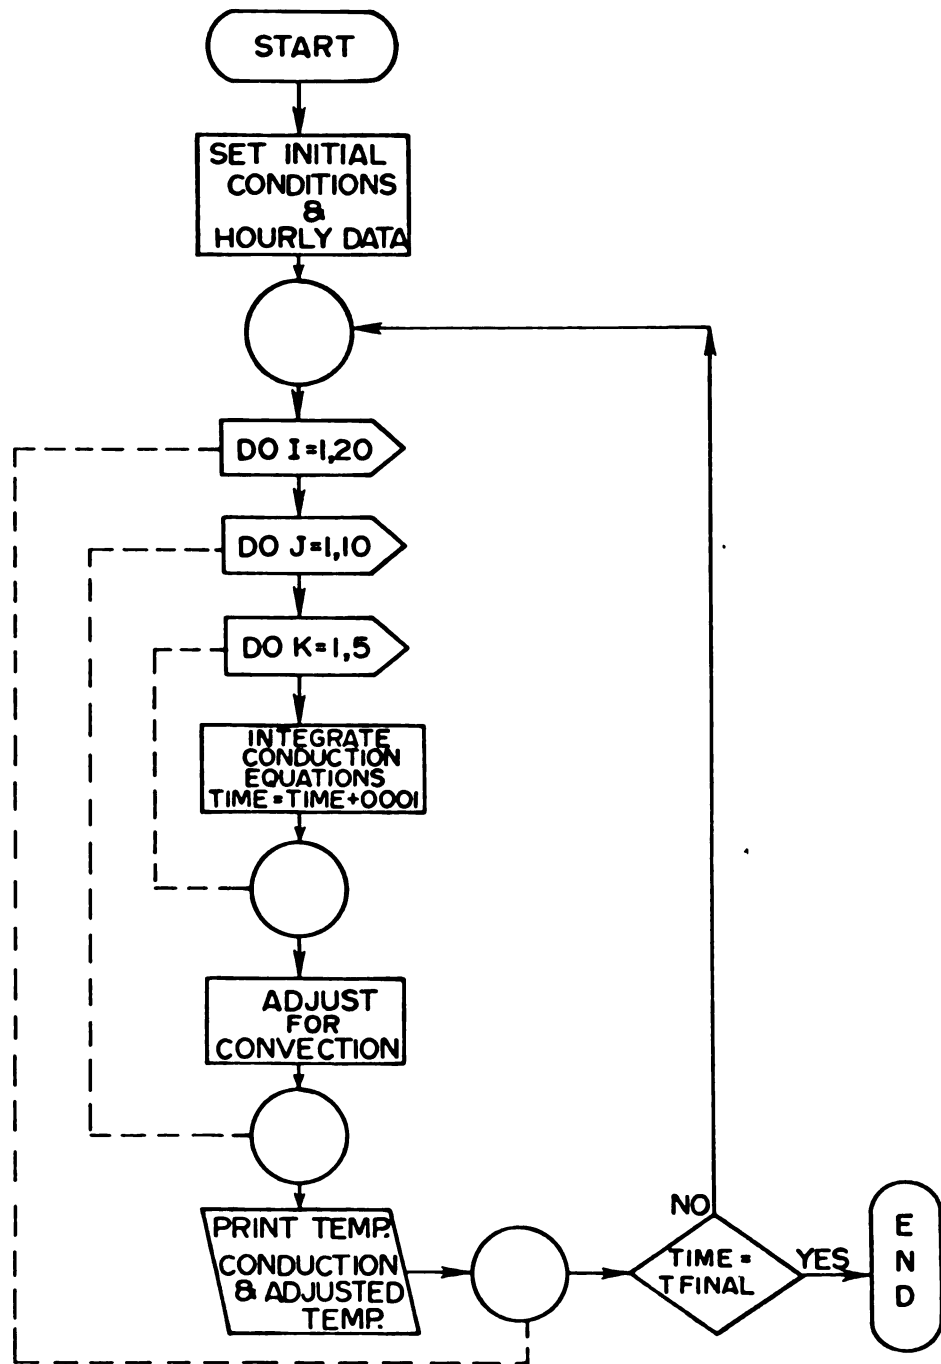 START
SET INITIAL
CONDITIONS
&
HOURLY DATA
DO I=1,20
DO J=1,10
DO K=1,5
INTEGRATE
CONDUCTION
EQUATIONS
TIME=TIME+0001
ADJUST
FOR
CONVECTION
PRINT TEMP.
CONDUCTION
& ADJUSTED
TEMP.
NO
TIME =
T FINAL
YES
E
N
D